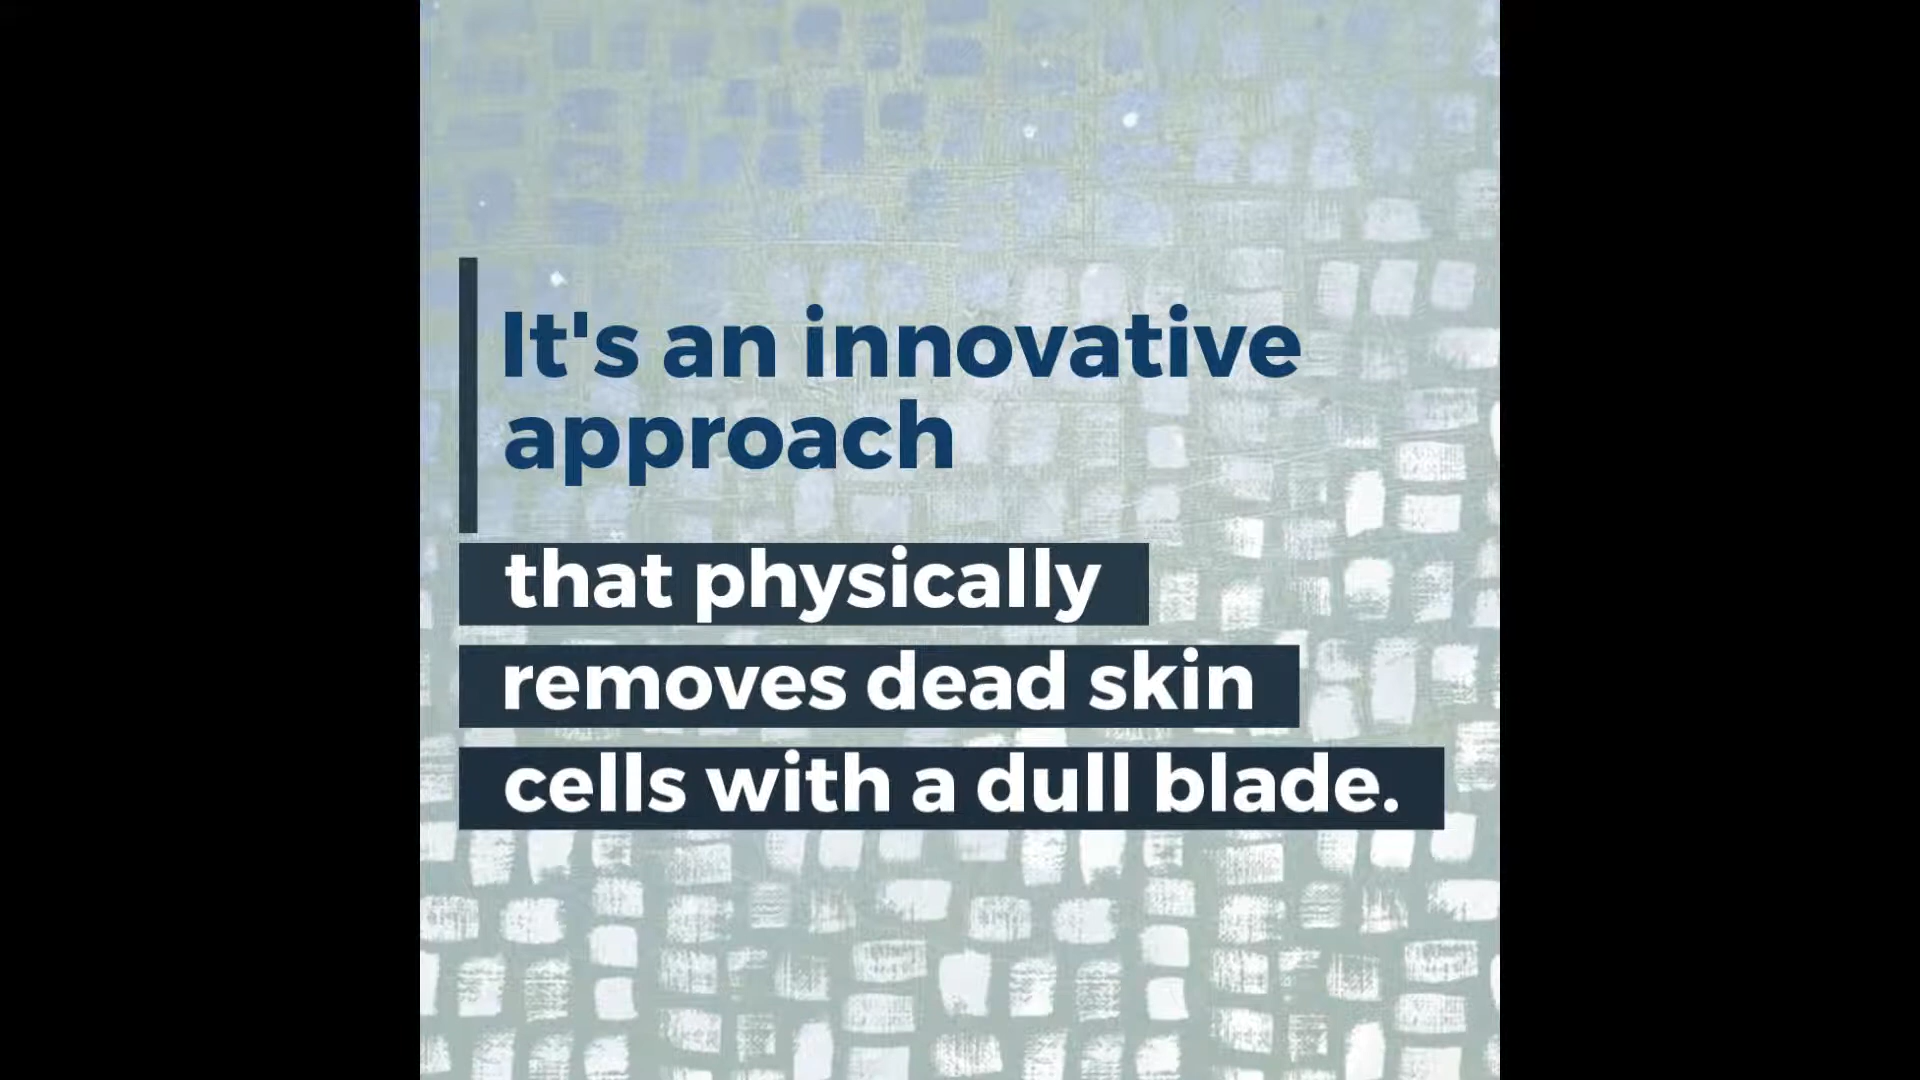 It's an innovative
approach
that physically
removes dead skin
cells with a dull blade.